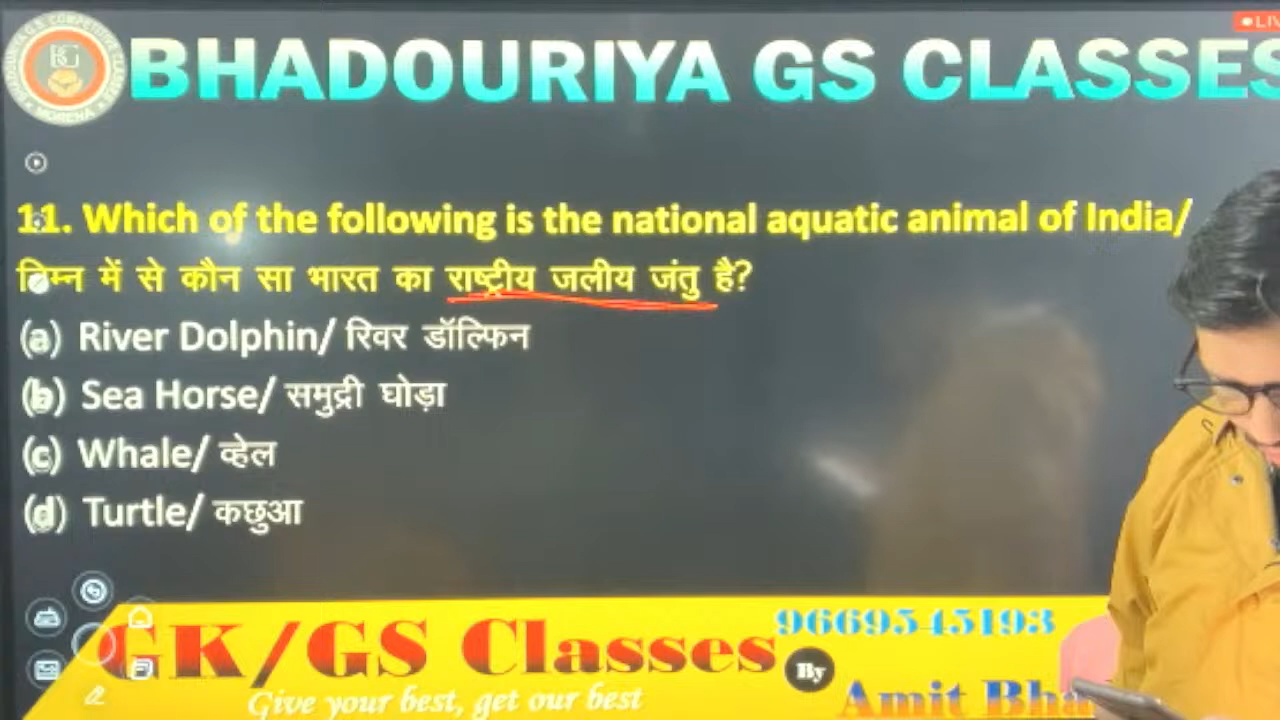 BHADOURIYA GS CLASSES
11. Which of the following is the national aquatic animal of India/
निम्न में से कौन सा भारत का राष्ट्रीय जलीय जंतु है?
(a) River Dolphin/ रिवर डॉल्फिन
(b) Sea Horse/ समुद्री घोड़ा
(c) Whale/ व्हेल
(d) Turtle/ कछुआ
GK/GS Classes
9669545193
Give your best, get our best
By
Amit